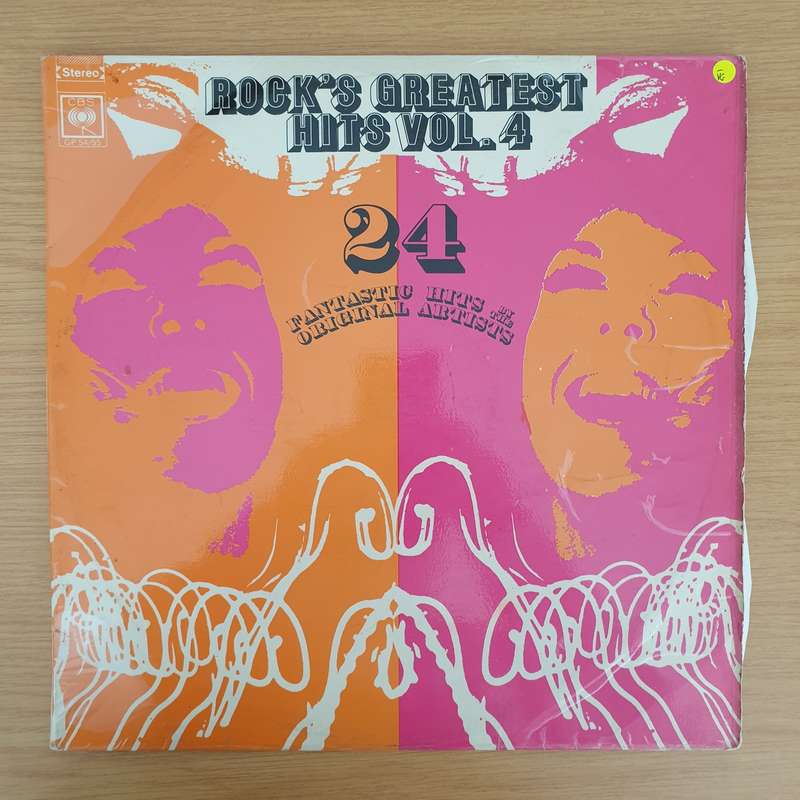 Stereo
CBS
GP 54/55
ROCK'S GREATEST
HITS VOL. 4
24
FANTASTIC HITS BY THE
ORIGINAL ARTISTS